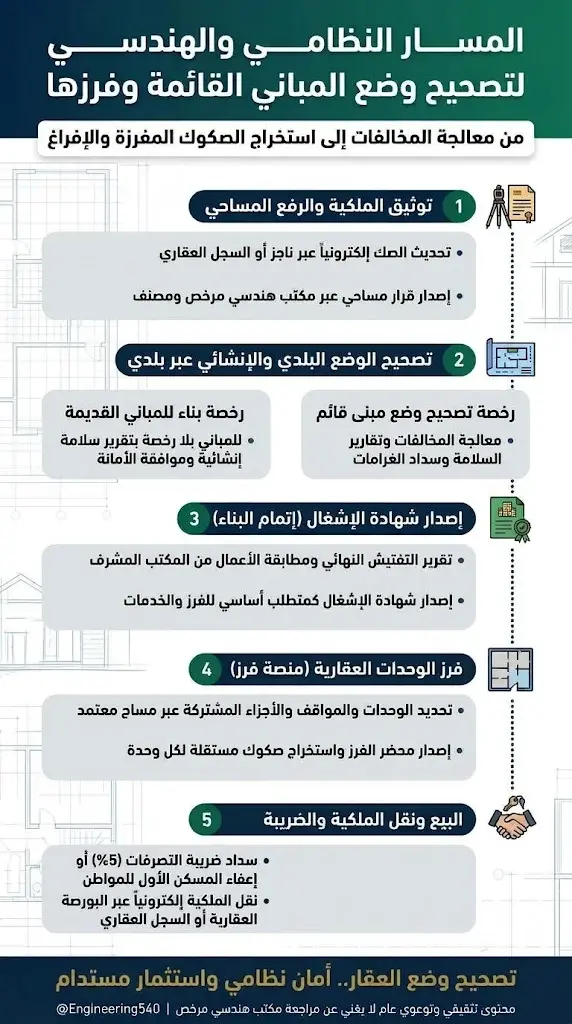 المسار النظامي والهندسي
لتصحيح وضع المباني القائمة وفرزها
من معالجة المخالفات إلى استخراج الصكوك المفرزة والإفراغ
1 توثيق الملكية والرفع المساحي
• تحديث الصك إلكترونياً عبر ناجز أو السجل العقاري
• إصدار قرار مساحي عبر مكتب هندسي مرخص ومصنف
2 تصحيح الوضع البلدي والإنشائي عبر بلدي
رخصة تصحيح وضع مبنى قائم
• معالجة المخالفات وتقارير
السلامة وسداد الغرامات
رخصة بناء للمباني القديمة
• للمباني بلا رخصة بتقرير سلامة
إنشائية وموافقة الأمانة
إصدار شهادة الإشغال (إتمام البناء) 3
• تقرير التفتيش النهائي ومطابقة الأعمال من المكتب المشرف
• إصدار شهادة الإشغال كمتطلب أساسي للفرز والخدمات
فرز الوحدات العقارية (منصة فرز) 4
• تحديد الوحدات والمواقف والأجزاء المشتركة عبر مساح معتمد
• إصدار محضر الفرز واستخراج صكوك مستقلة لكل وحدة
البيع ونقل الملكية والضريبة 5
• سداد ضريبة التصرفات (5%) أو
إعفاء المسكن الأول للمواطن
• نقل الملكية إلكترونياً عبر البورصة
العقارية أو السجل العقاري
تصحيح وضع العقار.. أمان نظامي واستثمار مستدام
محتوى تثقيفي وتوعوي عام لا يغني عن مراجعة مكتب هندسي مرخص | @Engineering540